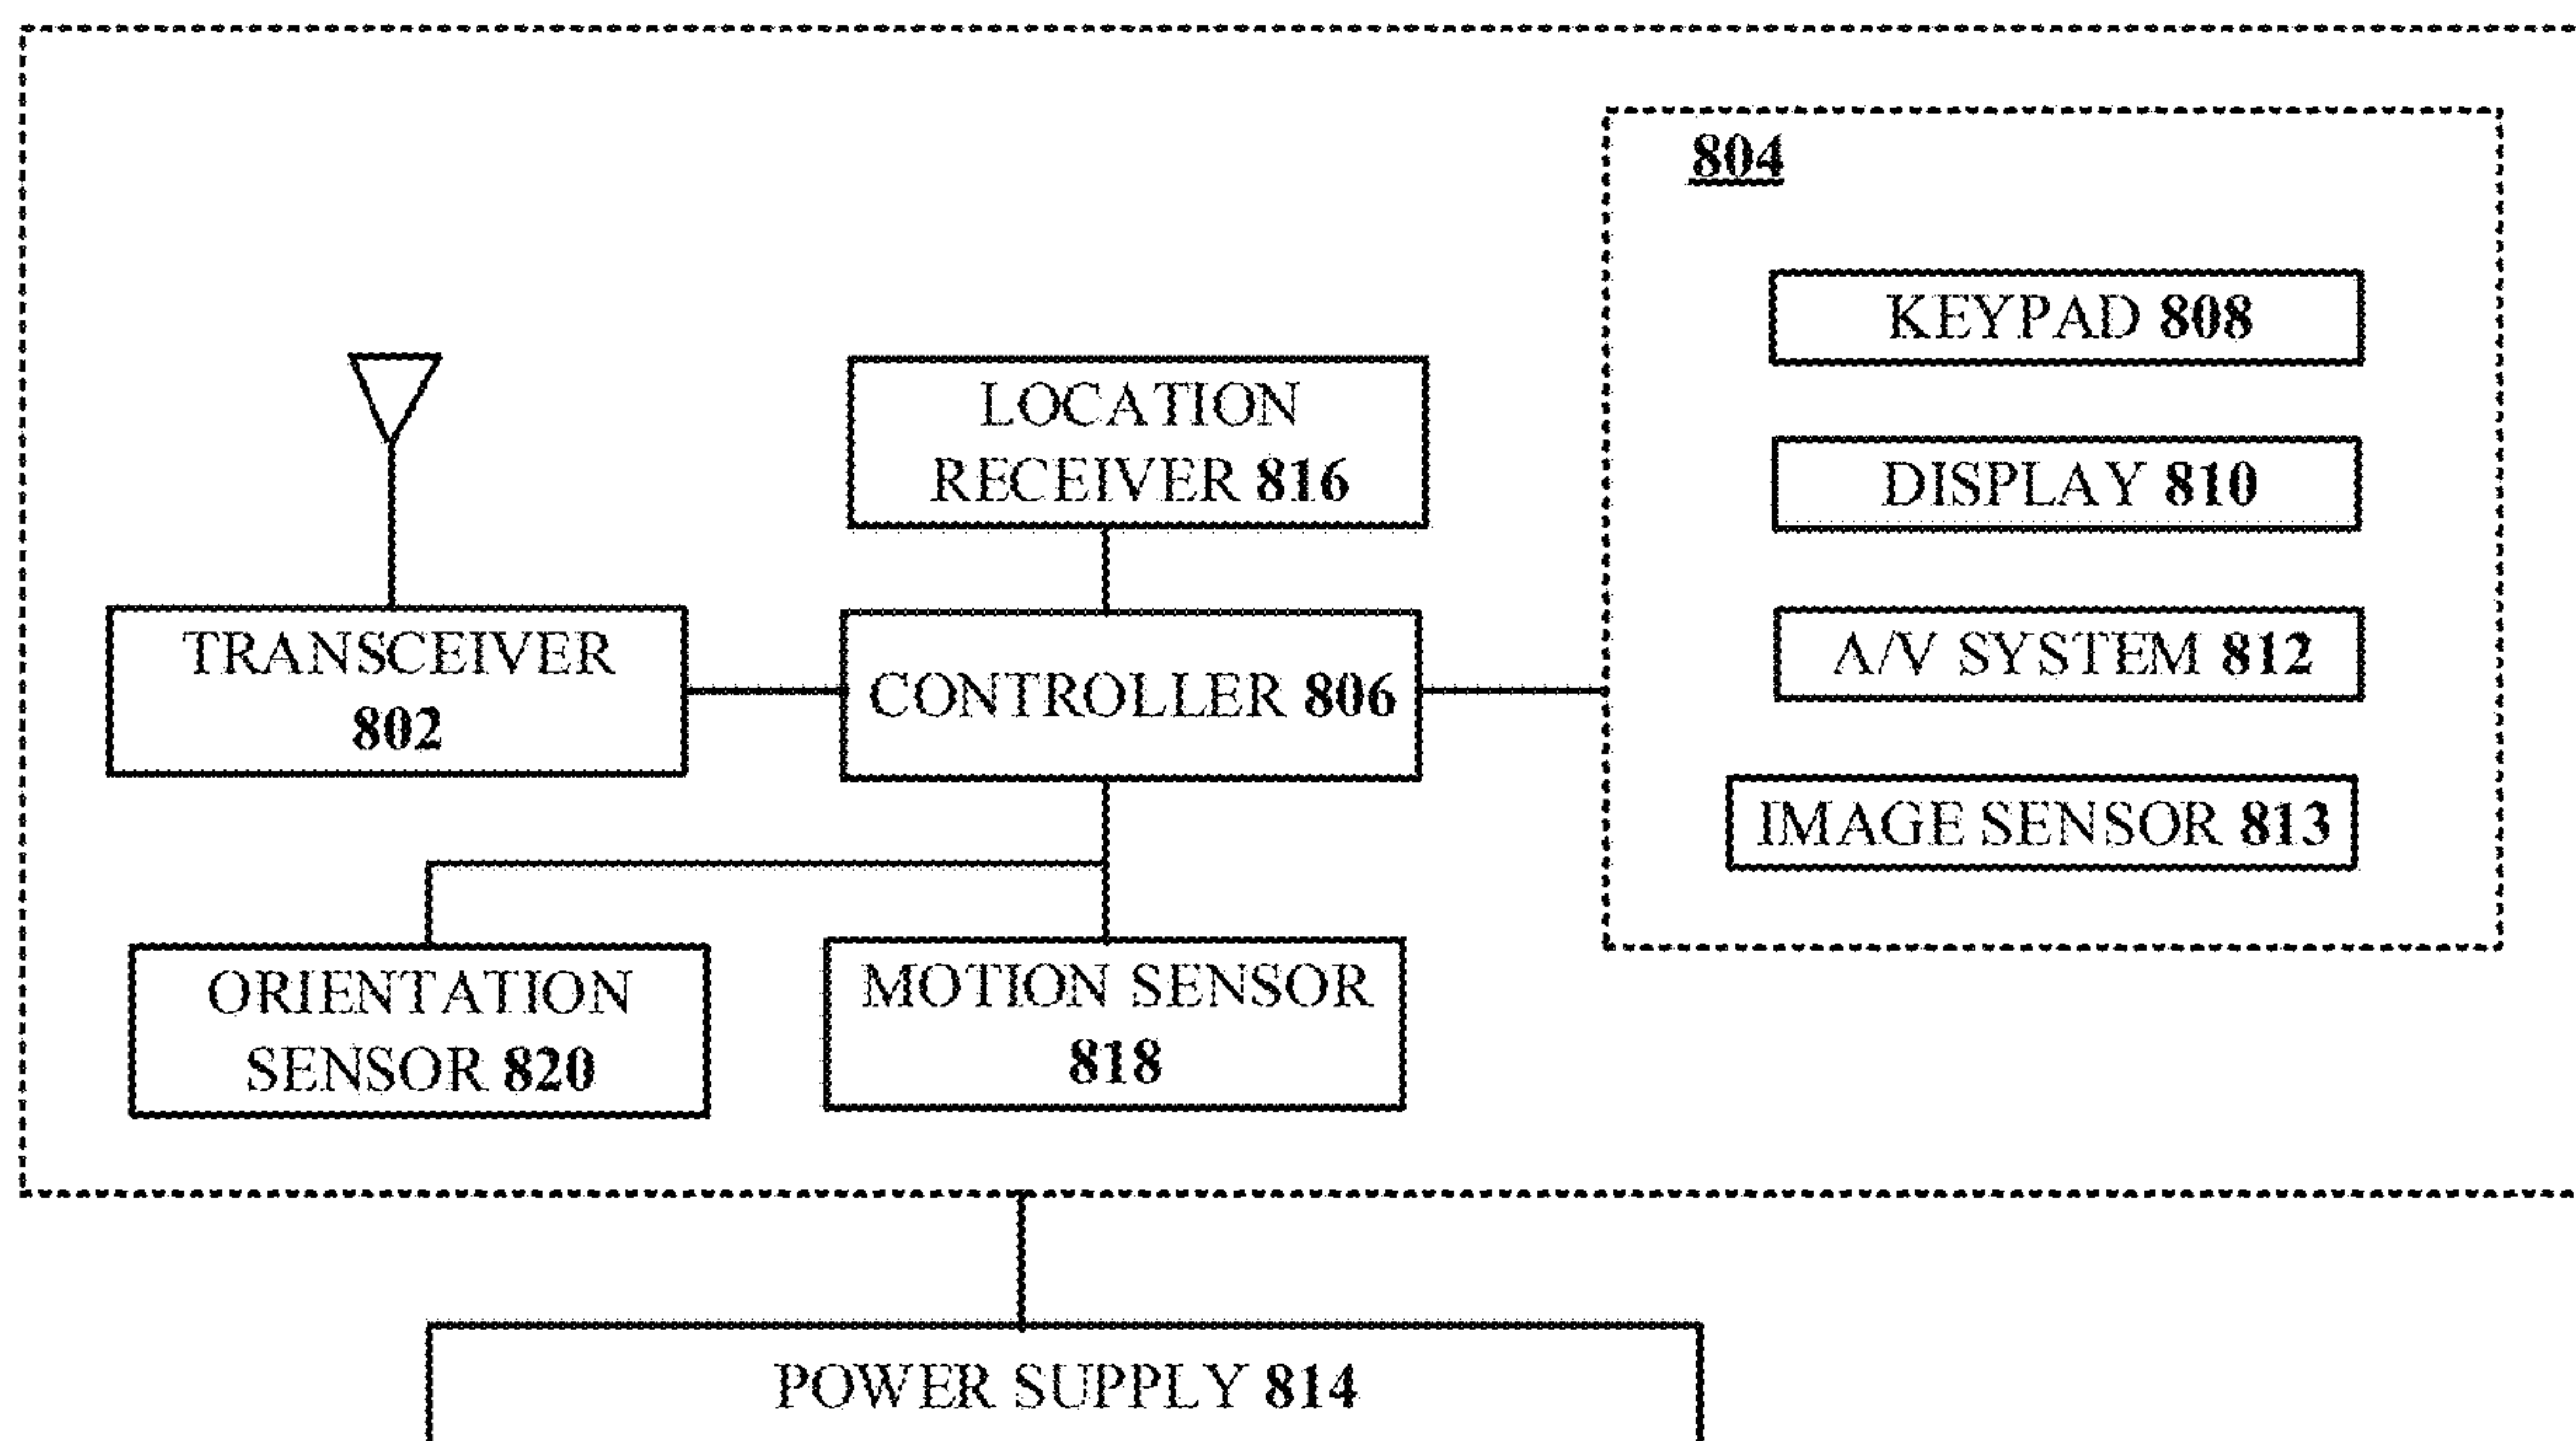 804
KEYPAD 808
LOCATION
RECEIVER 816
DISPLAY 810
TRANSCEIVER
802
CONTROLLER 806
A/V SYSTEM 812
IMAGE SENSOR 813
ORIENTATION
SENSOR 820
MOTION SENSOR
818
POWER SUPPLY 814